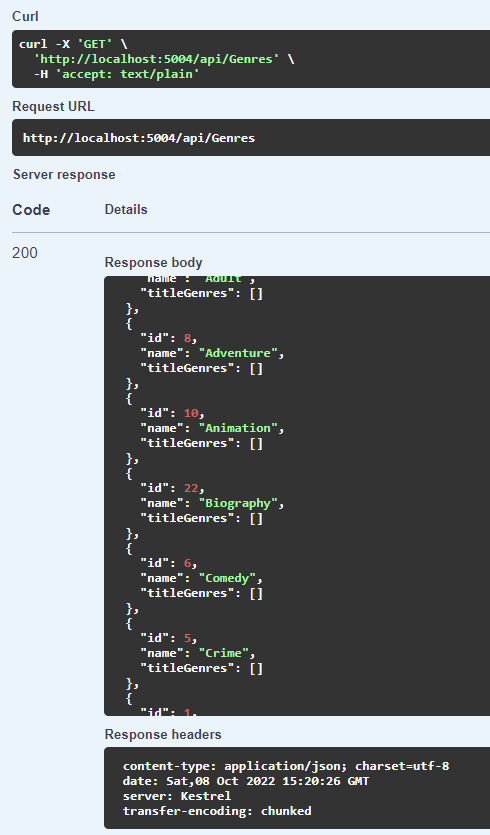 Curl
curl -X 'GET' \
'http://localhost:5004/api/Genres' \
-H 'accept: text/plain'
Request URL
http://localhost:5004/api/Genres
Server response
Code Details
200
Response body
"name": "Adult",
"titleGenres": []
},
{
"id": 8,
"name": "Adventure",
"titleGenres": []
},
{
"id": 10,
"name": "Animation",
"titleGenres": []
},
{
"id": 22,
"name": "Biography",
"titleGenres": []
},
{
"id": 6,
"name": "Comedy",
"titleGenres": []
},
{
"id": 5,
"name": "Crime",
"titleGenres": []
},
{
"id": 1,
Response headers
content-type: application/json; charset=utf-8
date: Sat,08 Oct 2022 15:20:26 GMT
server: Kestrel
transfer-encoding: chunked